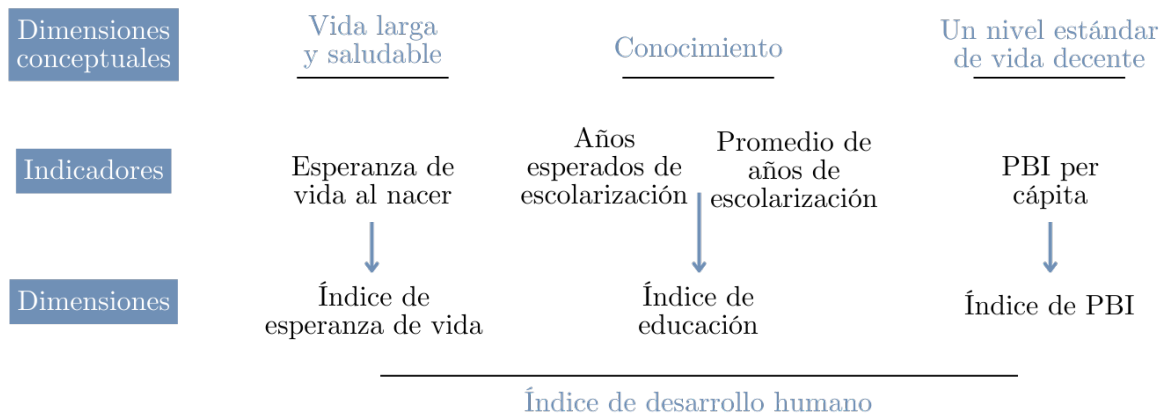 Dimensiones
conceptuales
Vida larga
y saludable
Conocimiento
Un nivel estándar
de vida decente
Indicadores
Esperanza de
vida al nacer
Años
esperados de
escolarización
Promedio de
años de
escolarización
PBI per
cápita
Dimensiones
Índice de
esperanza de vida
Índice de
educación
Índice de PBI
Índice de desarrollo humano